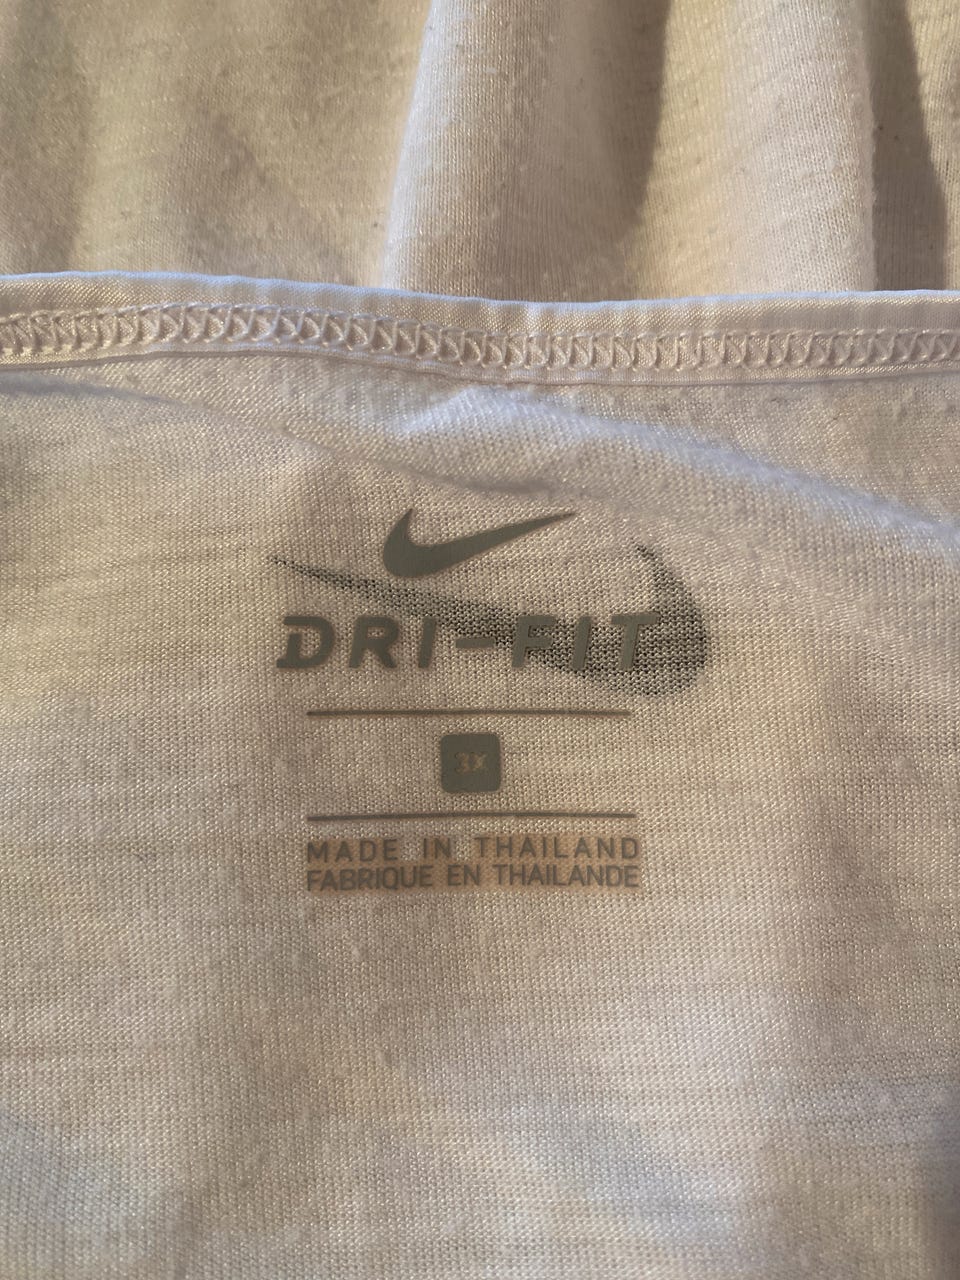 DRI-FIT
3X
MADE IN THAILAND
FABRIQUE EN THAILANDE